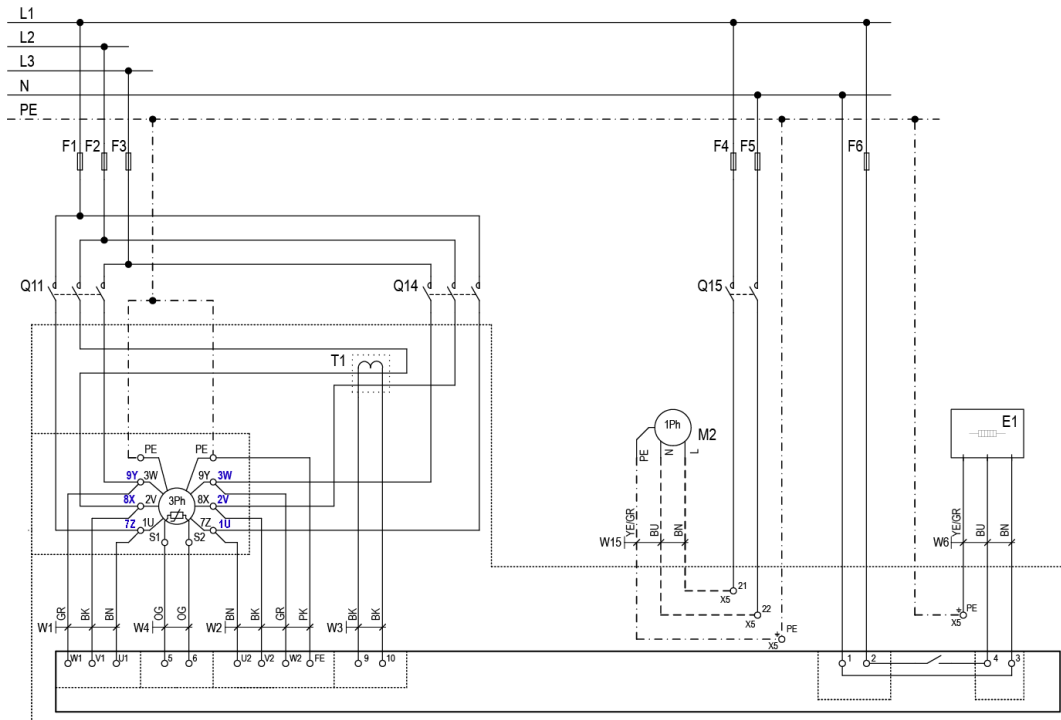 L1
L2
L3
N
PE
F1 F2 F3 F4 F5 F6
Q11 Q14 Q15
T1
1Ph M2 E1
PE N L
PE PE
9Y 3W 9Y 3W
8X 2V 3Ph 8X 2V
7Z 1U 7Z 1U
S1 S2
W15 YE/GR BU BN W6 YE/GR BU BN
21
X5
22
X5
PE
X5
PE
X5
W1 GR BK BN W4 OG OG W2 BN BK GR PK W3 BK BK
W1 V1 U1 5 6 U2 V2 W2 FE 9 10 1 2 4 3